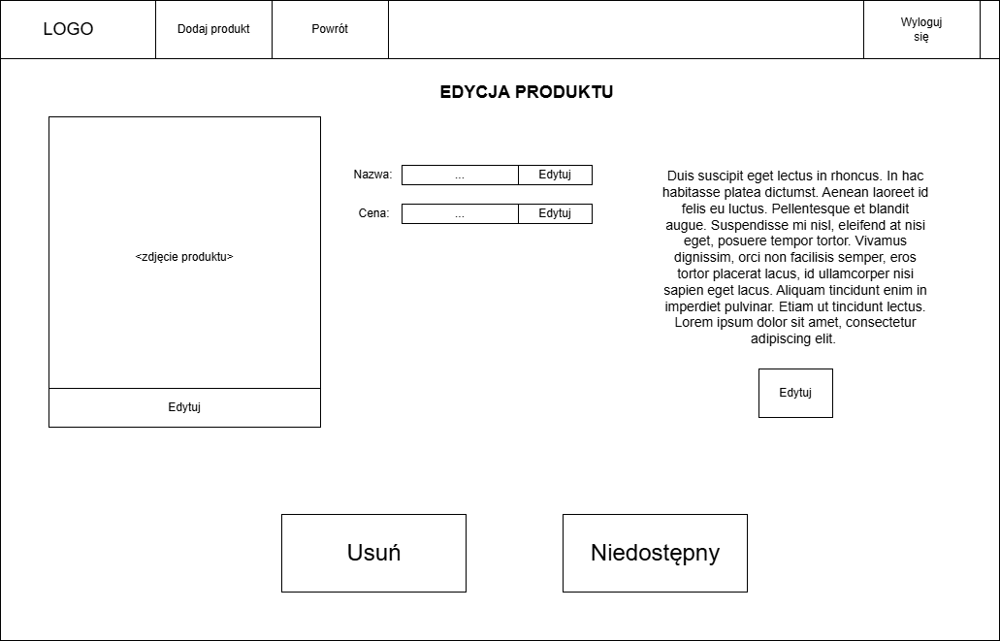 LOGO
Dodaj produkt
Powrót
Wyloguj
się
EDYCJA PRODUKTU
<zdjęcie produktu>
Edytuj
Nazwa: ... Edytuj
Cena: ... Edytuj
Duis suscipit eget lectus in rhoncus. In hac
habitasse platea dictumst. Aenean laoreet id
felis eu luctus. Pellentesque et blandit
augue. Suspendisse mi nisl, eleifend at nisi
eget, posuere tempor tortor. Vivamus
dignissim, orci non facilisis semper, eros
tortor placerat lacus, id ullamcorper nisi
sapien eget lacus. Aliquam tincidunt enim in
imperdiet pulvinar. Etiam ut tincidunt lectus.
Lorem ipsum dolor sit amet, consectetur
adipiscing elit.
Edytuj
Usuń
Niedostępny